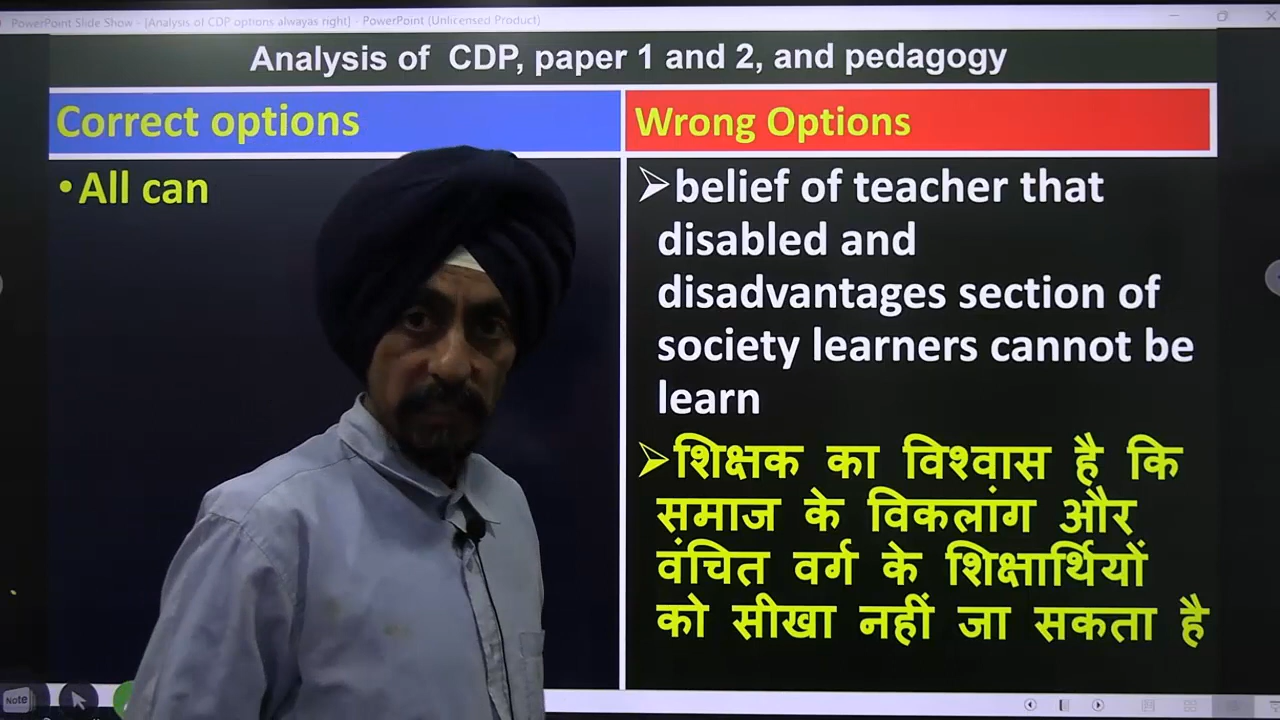 PowerPoint Slide Show - [Analysis of CDP options alwayas right] - PowerPoint (Unlicensed Product)
Analysis of CDP, paper 1 and 2, and pedagogy
Correct options
Wrong Options
•All can
➢belief of teacher that
disabled and
disadvantages section of
society learners cannot be
learn
➢शिक्षक का विश्वास है कि
समाज के विकलांग और
वंचित वर्ग के शिक्षार्थियों
को सीखा नहीं जा सकता है
Note